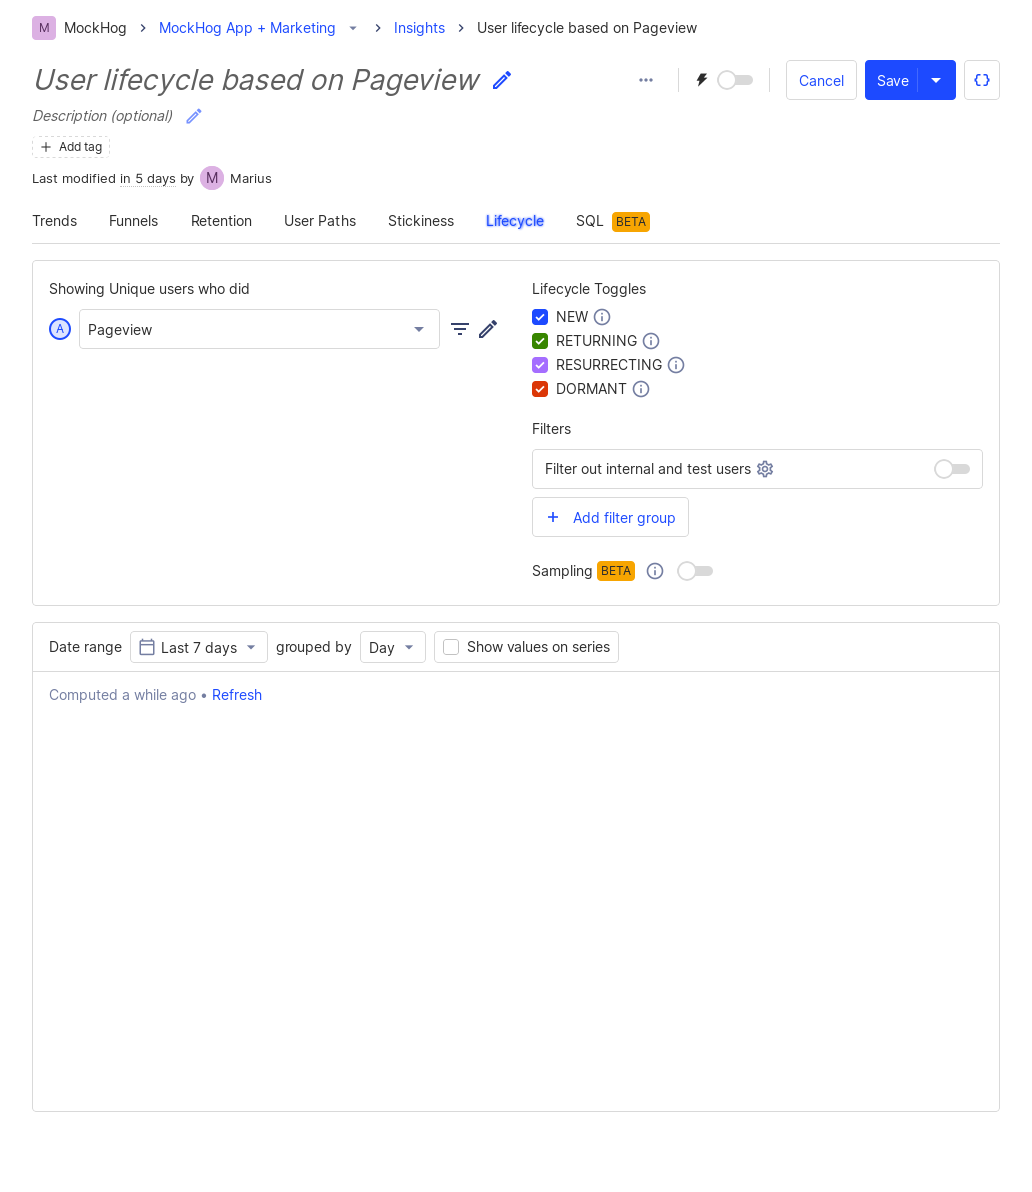 M MockHog MockHog App + Marketing Insights User lifecycle based on Pageview
User lifecycle based on Pageview
Cancel Save
Description (optional)
Add tag
Last modified in 5 days by M Marius
Trends Funnels Retention User Paths Stickiness Lifecycle SQL BETA
Showing Unique users who did
A Pageview
Lifecycle Toggles
NEW
RETURNING
RESURRECTING
DORMANT
Filters
Filter out internal and test users
Add filter group
Sampling BETA
Date range Last 7 days grouped by Day Show values on series
Computed a while ago • Refresh